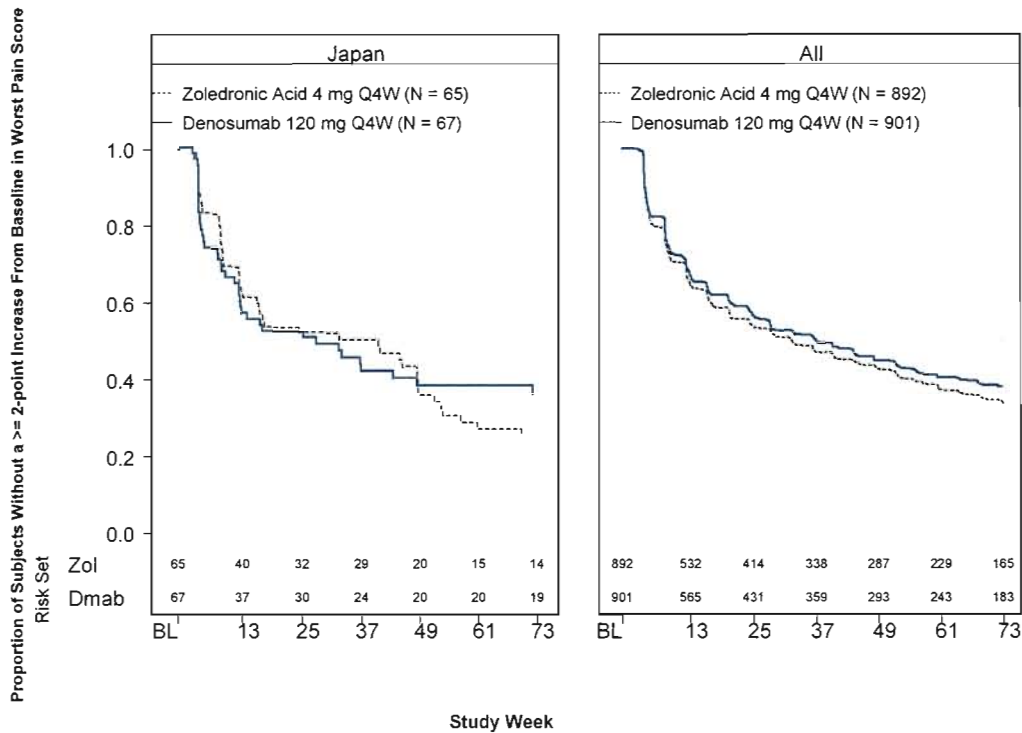 Proportion of Subjects Without a >= 2-point Increase From Baseline in Worst Pain Score
Japan
Zoledronic Acid 4 mg Q4W (N = 65)
Denosumab 120 mg Q4W (N = 67)
All
Zoledronic Acid 4 mg Q4W (N = 892)
Denosumab 120 mg Q4W (N = 901)
1.0
0.8
0.6
0.4
0.2
0.0
Risk Set
Zol 65 40 32 29 20 15 14 892 532 414 338 287 229 165
Dmab 67 37 30 24 20 20 19 901 565 431 359 293 243 183
BL 13 25 37 49 61 73 BL 13 25 37 49 61 73
Study Week